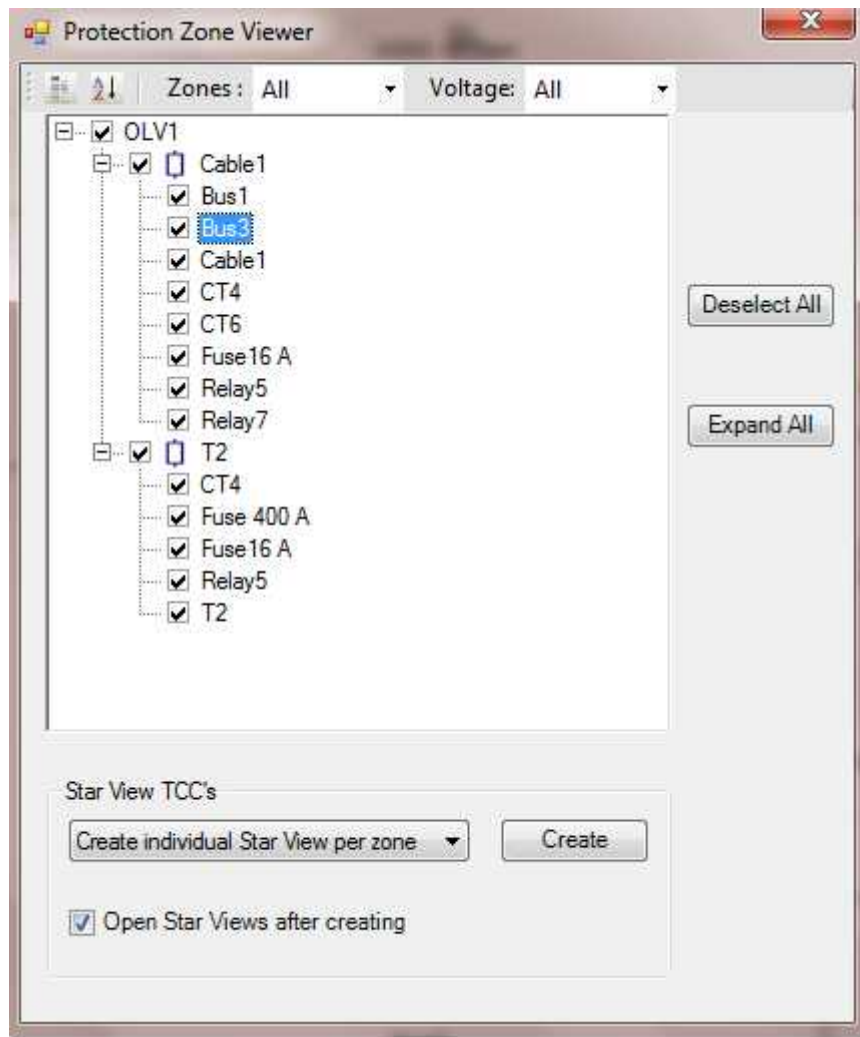 Protection Zone Viewer
Zones: All Voltage: All
OLV1
Cable1
Bus1
Bus3
Cable1
CT4
CT6
Fuse16 A
Relay5
Relay7
T2
CT4
Fuse 400 A
Fuse16 A
Relay5
T2
Deselect All
Expand All
Star View TCC's
Create individual Star View per zone
Create
Open Star Views after creating